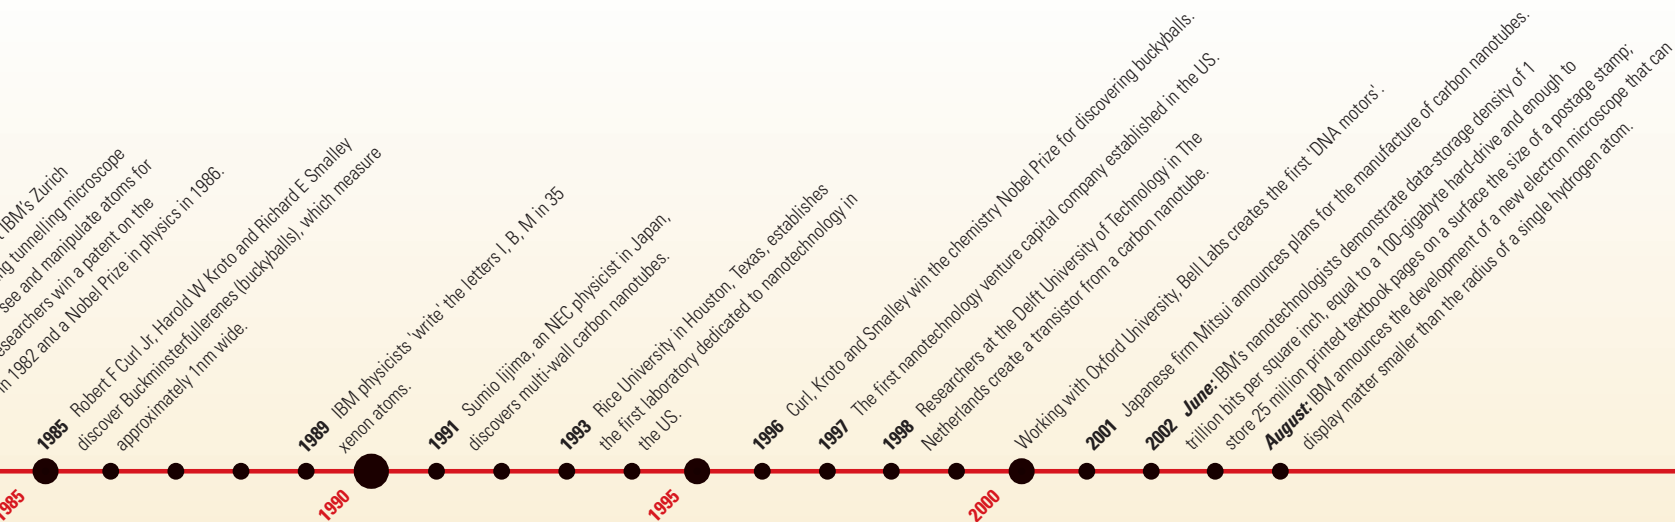 IBM's Zurich
tunnelling microscope
see and manipulate atoms for
researchers win a patent on the
in 1982 and a Nobel Prize in physics in 1986.
1985 Robert F Curl Jr, Harold W Kroto and Richard E Smalley
discover Buckminsterfullerenes (buckyballs), which measure
approximately 1nm wide.
1989 IBM physicists 'write' the letters I, B, M in 35
xenon atoms.
1991 Sumio Iijima, an NEC physicist in Japan,
discovers multi-wall carbon nanotubes.
1993 Rice University in Houston, Texas, establishes
the first laboratory dedicated to nanotechnology in
the US.
1996 Curl, Kroto and Smalley win the chemistry Nobel Prize for discovering buckyballs.
1997 The first nanotechnology venture capital company established in the US.
1998 Researchers at the Delft University of Technology in The
Netherlands create a transistor from a carbon nanotube.
Working with Oxford University, Bell Labs creates the first 'DNA motors'.
2001 Japanese firm Mitsui announces plans for the manufacture of carbon nanotubes.
2002 June: IBM's nanotechnologists demonstrate data-storage density of 1
trillion bits per square inch, equal to a 100-gigabyte hard-drive and enough to
store 25 million printed textbook pages on a surface the size of a postage stamp;
August: IBM announces the development of a new electron microscope that can
display matter smaller than the radius of a single hydrogen atom.
1985
1990
1995
2000